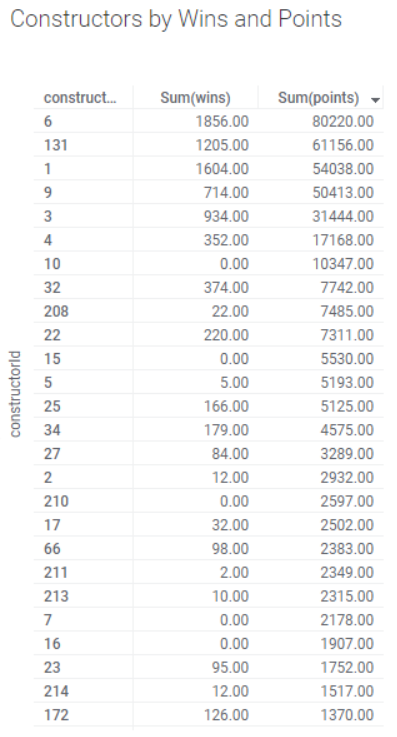 Constructors by Wins and Points
construct... Sum(wins) Sum(points)
6 1856.00 80220.00
131 1205.00 61156.00
1 1604.00 54038.00
9 714.00 50413.00
3 934.00 31444.00
4 352.00 17168.00
10 0.00 10347.00
32 374.00 7742.00
208 22.00 7485.00
22 220.00 7311.00
15 0.00 5530.00
5 5.00 5193.00
25 166.00 5125.00
34 179.00 4575.00
27 84.00 3289.00
2 12.00 2932.00
210 0.00 2597.00
17 32.00 2502.00
66 98.00 2383.00
211 2.00 2349.00
213 10.00 2315.00
7 0.00 2178.00
16 0.00 1907.00
23 95.00 1752.00
214 12.00 1517.00
172 126.00 1370.00
constructorId